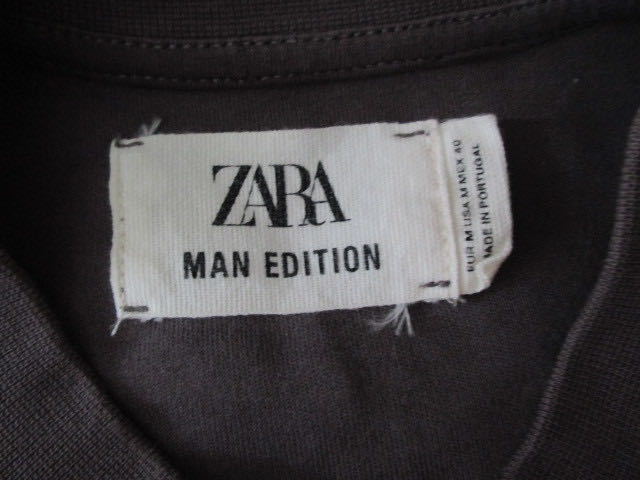 ZARA
MAN EDITION
EUR M USA M MEX 40
MADE IN PORTUGAL